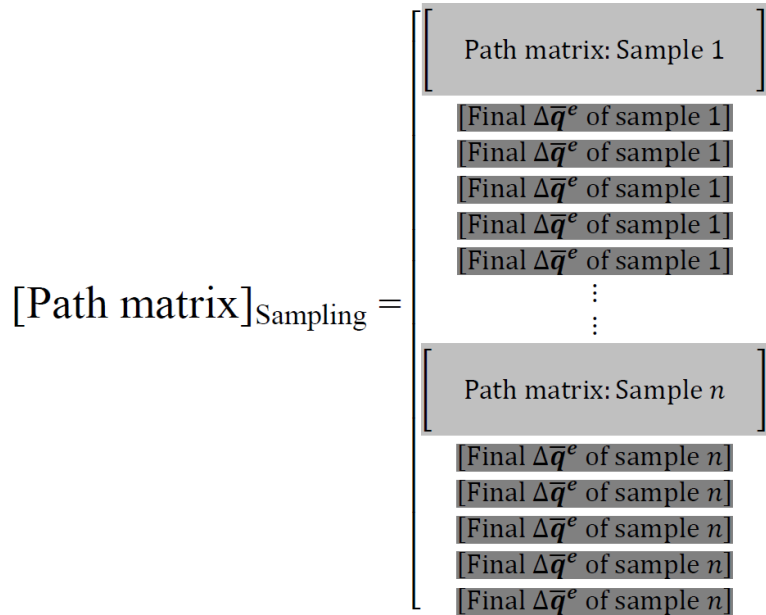 [Path matrix: Sample 1]
[Final Δq̅ᵉ of sample 1]
[Final Δq̅ᵉ of sample 1]
[Final Δq̅ᵉ of sample 1]
[Final Δq̅ᵉ of sample 1]
[Final Δq̅ᵉ of sample 1]
[Path matrix]Sampling =
⋮
⋮
[Path matrix: Sample n]
[Final Δq̅ᵉ of sample n]
[Final Δq̅ᵉ of sample n]
[Final Δq̅ᵉ of sample n]
[Final Δq̅ᵉ of sample n]
[Final Δq̅ᵉ of sample n]